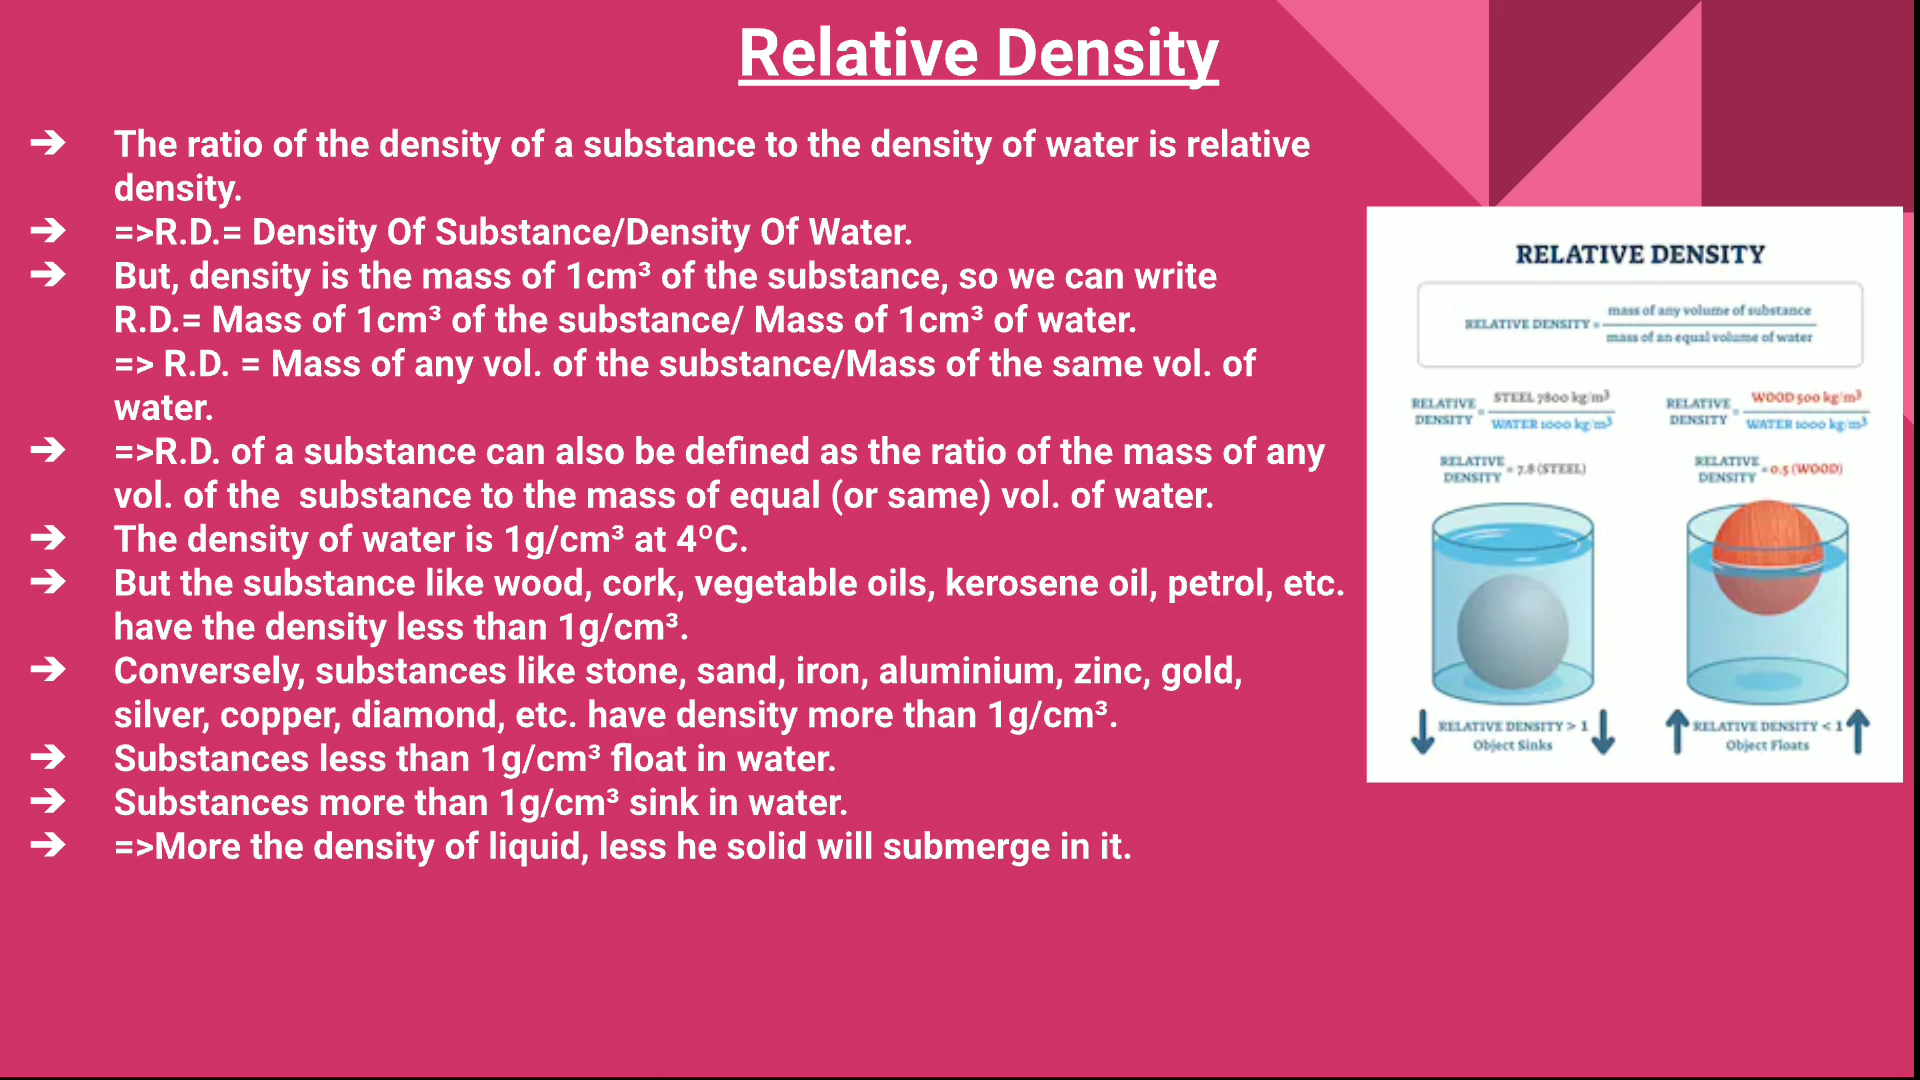 Relative Density
➔ The ratio of the density of a substance to the density of water is relative
density.
➔ =>R.D.= Density Of Substance/Density Of Water.
➔ But, density is the mass of 1cm³ of the substance, so we can write
R.D.= Mass of 1cm³ of the substance/ Mass of 1cm³ of water.
=> R.D. = Mass of any vol. of the substance/Mass of the same vol. of
water.
➔ =>R.D. of a substance can also be defined as the ratio of the mass of any
vol. of the  substance to the mass of equal (or same) vol. of water.
➔ The density of water is 1g/cm³ at 4ºC.
➔ But the substance like wood, cork, vegetable oils, kerosene oil, petrol, etc.
have the density less than 1g/cm³.
➔ Conversely, substances like stone, sand, iron, aluminium, zinc, gold,
silver, copper, diamond, etc. have density more than 1g/cm³.
➔ Substances less than 1g/cm³ float in water.
➔ Substances more than 1g/cm³ sink in water.
➔ =>More the density of liquid, less he solid will submerge in it.
RELATIVE DENSITY
RELATIVE DENSITY =
mass of any volume of substance
mass of an equal volume of water
RELATIVE
DENSITY =
STEEL 7800 kg/m³
WATER 1000 kg/m³
RELATIVE
DENSITY = 7.8 (STEEL)
RELATIVE DENSITY > 1
Object Sinks
RELATIVE
DENSITY =
WOOD 500 kg/m³
WATER 1000 kg/m³
RELATIVE
DENSITY = 0.5 (WOOD)
RELATIVE DENSITY < 1
Object Floats